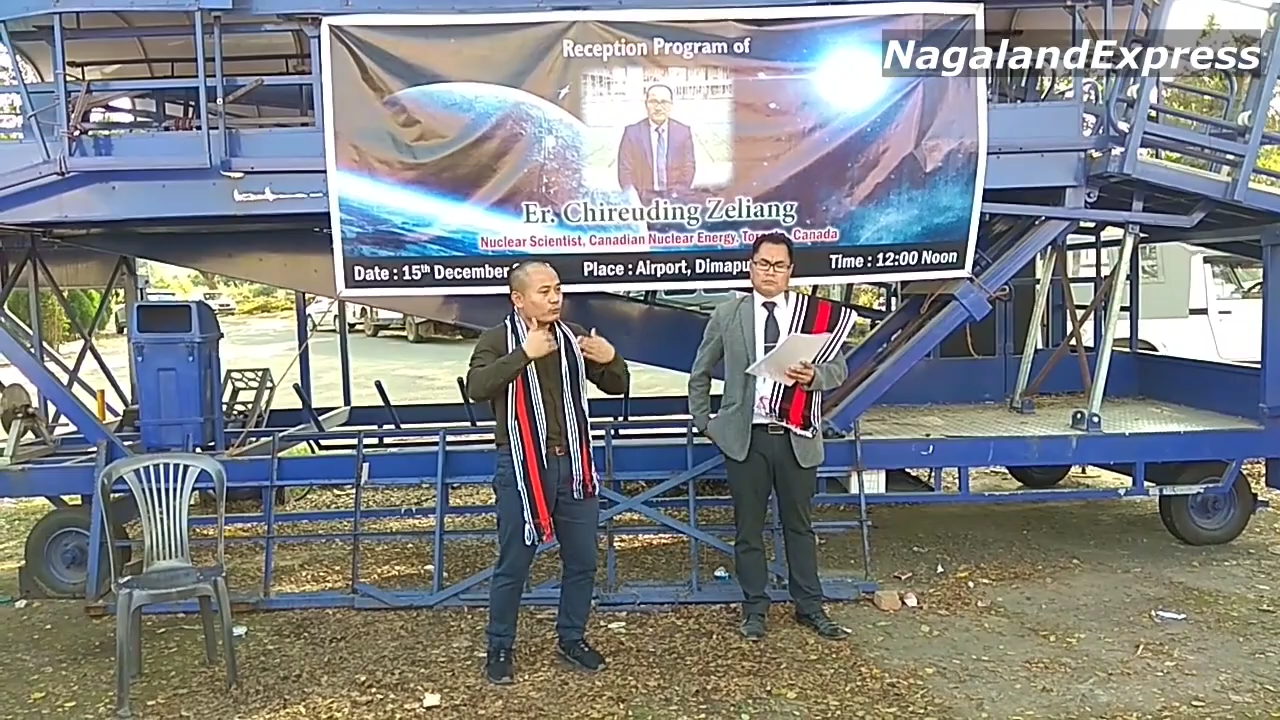 NagalandExpress
Reception Program of
Er. Chireuding Zeliang
Nuclear Scientist, Canadian Nuclear Energy, Canada
Date : 15th December
Place : Airport, Dimapu
Time : 12:00 Noon